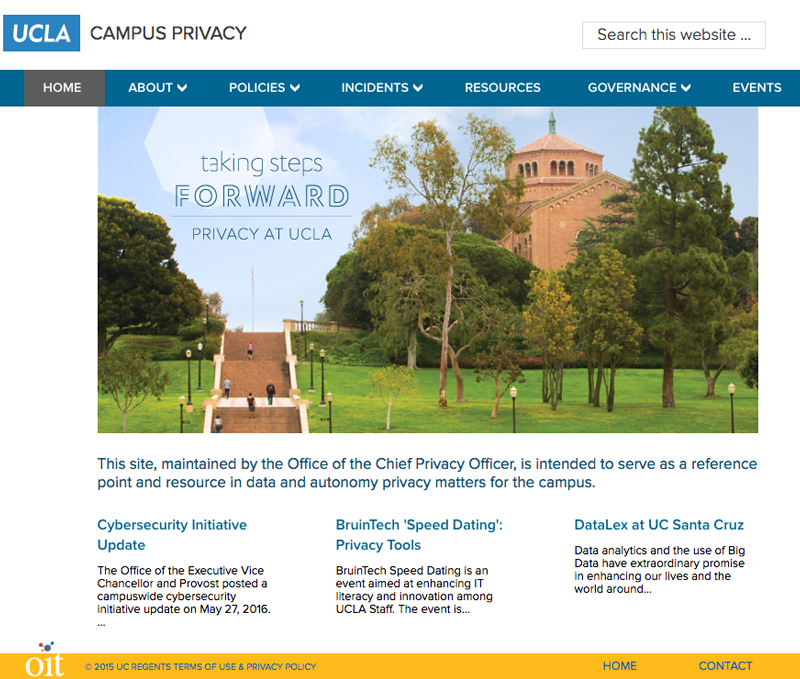 UCLA CAMPUS PRIVACY
Search this website ...
HOME ABOUT POLICIES INCIDENTS RESOURCES GOVERNANCE EVENTS
taking steps
FORWARD
PRIVACY AT UCLA
This site, maintained by the Office of the Chief Privacy Officer, is intended to serve as a reference
point and resource in data and autonomy privacy matters for the campus.
Cybersecurity Initiative
Update
The Office of the Executive Vice
Chancellor and Provost posted a
campuswide cybersecurity
initiative update on May 27, 2016.
...
BruinTech 'Speed Dating':
Privacy Tools
BruinTech Speed Dating is an
event aimed at enhancing IT
literacy and innovation among
UCLA Staff. The event is...
DataLex at UC Santa Cruz
Data analytics and the use of Big
Data have extraordinary promise
in enhancing our lives and the
world around...
oit © 2015 UC REGENTS TERMS OF USE & PRIVACY POLICY HOME CONTACT